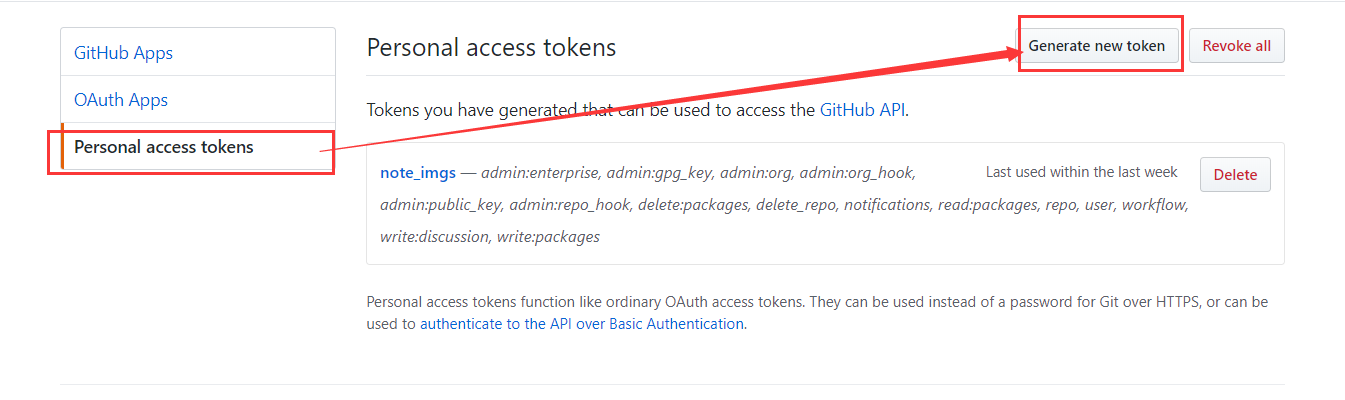 GitHub Apps
OAuth Apps
Personal access tokens
Personal access tokens
Generate new token
Revoke all
Tokens you have generated that can be used to access the GitHub API.
note_imgs — admin:enterprise, admin:gpg_key, admin:org, admin:org_hook,
Last used within the last week
Delete
admin:public_key, admin:repo_hook, delete:packages, delete_repo, notifications, read:packages, repo, user, workflow,
write:discussion, write:packages
Personal access tokens function like ordinary OAuth access tokens. They can be used instead of a password for Git over HTTPS, or can be
used to authenticate to the API over Basic Authentication.